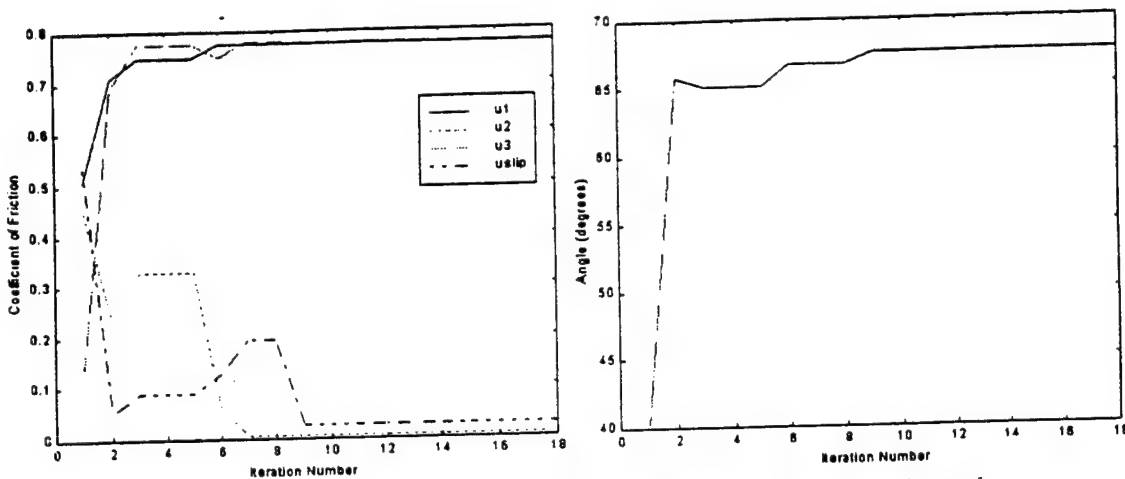 0.8
0.7
0.6
0.5
0.4
0.3
0.2
0.1
0
Coefficient of Friction
u1
u2
u3
uslip
0 2 4 6 8 10 12 14 16 18
Iteration Number
70
65
60
55
50
45
40
Angle (degrees)
0 2 4 6 8 10 12 14 16 18
Iteration Number